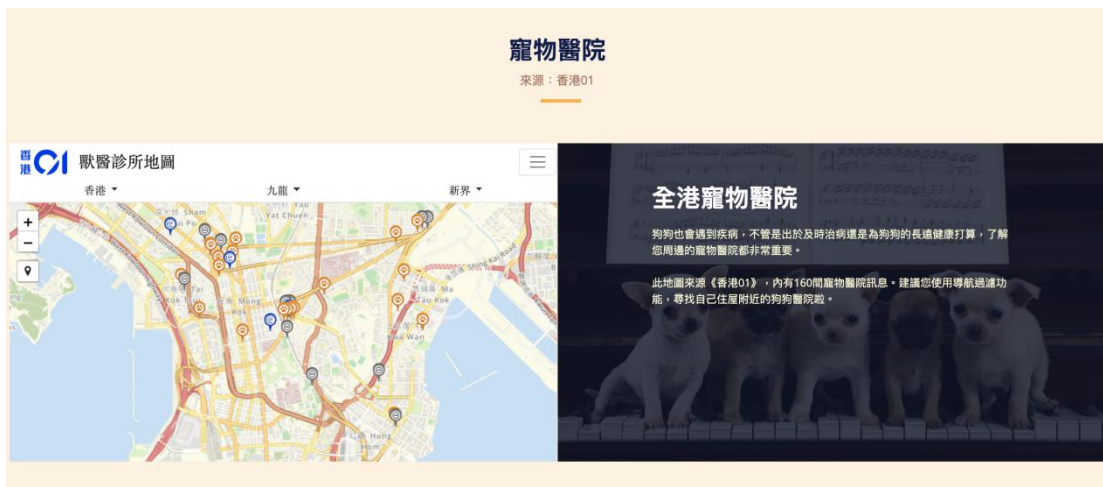 寵物醫院
來源：香港01
香港01 獸醫診所地圖
香港
九龍
新界
+
−
Sham
Yat Chuen
Mong
Kok
Ma
Tau Kok
Kai Road
Wan
Hung
Hom
全港寵物醫院
狗狗也會遇到疾病，不管是出於及時治病還是為狗狗的長遠健康打算，了解
您周邊的寵物醫院都非常重要。
此地圖來源《香港01》，內有160間寵物醫院訊息。建議您使用導航過濾功
能，尋找自己住屋附近的狗狗醫院啦。